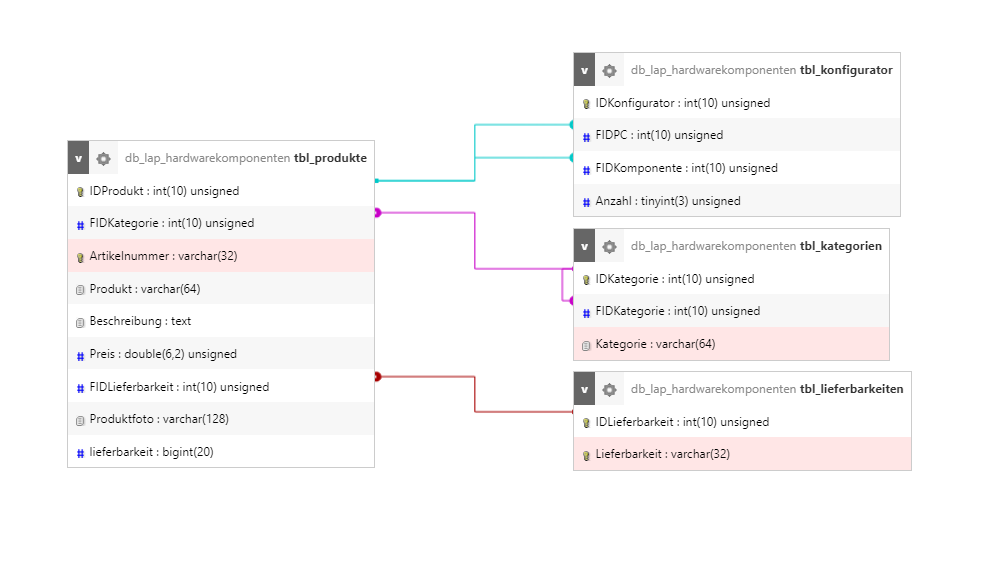 v db_lap_hardwarekomponenten tbl_produkte
IDProdukt : int(10) unsigned
# FIDKategorie : int(10) unsigned
Artikelnummer : varchar(32)
Produkt : varchar(64)
Beschreibung : text
# Preis : double(6,2) unsigned
# FIDLieferbarkeit : int(10) unsigned
Produktfoto : varchar(128)
# lieferbarkeit : bigint(20)
v db_lap_hardwarekomponenten tbl_konfigurator
IDKonfigurator : int(10) unsigned
# FIDPC : int(10) unsigned
# FIDKomponente : int(10) unsigned
# Anzahl : tinyint(3) unsigned
v db_lap_hardwarekomponenten tbl_kategorien
IDKategorie : int(10) unsigned
# FIDKategorie : int(10) unsigned
Kategorie : varchar(64)
v db_lap_hardwarekomponenten tbl_lieferbarkeiten
IDLieferbarkeit : int(10) unsigned
Lieferbarkeit : varchar(32)